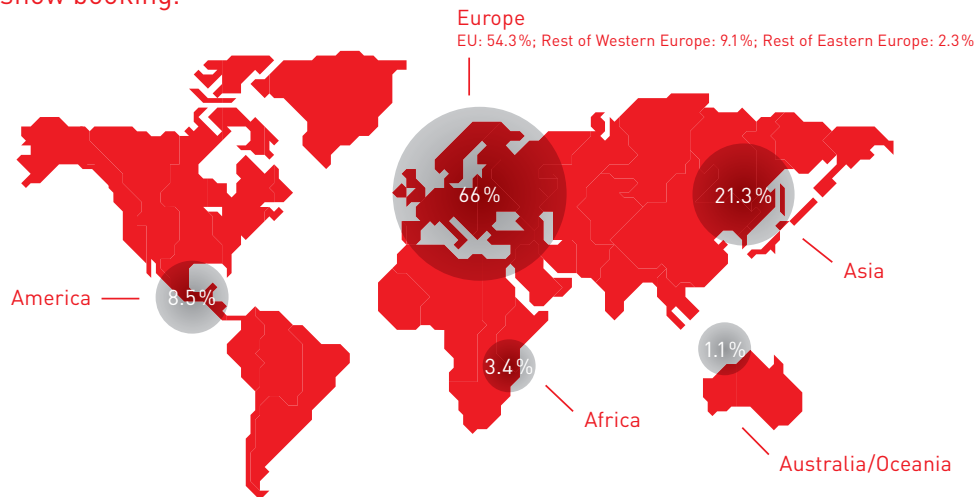 show booking.
Europe
EU: 54.3%; Rest of Western Europe: 9.1%; Rest of Eastern Europe: 2.3%
66%
21.3%
Asia
America
8.5%
1.1%
3.4%
Africa
Australia/Oceania